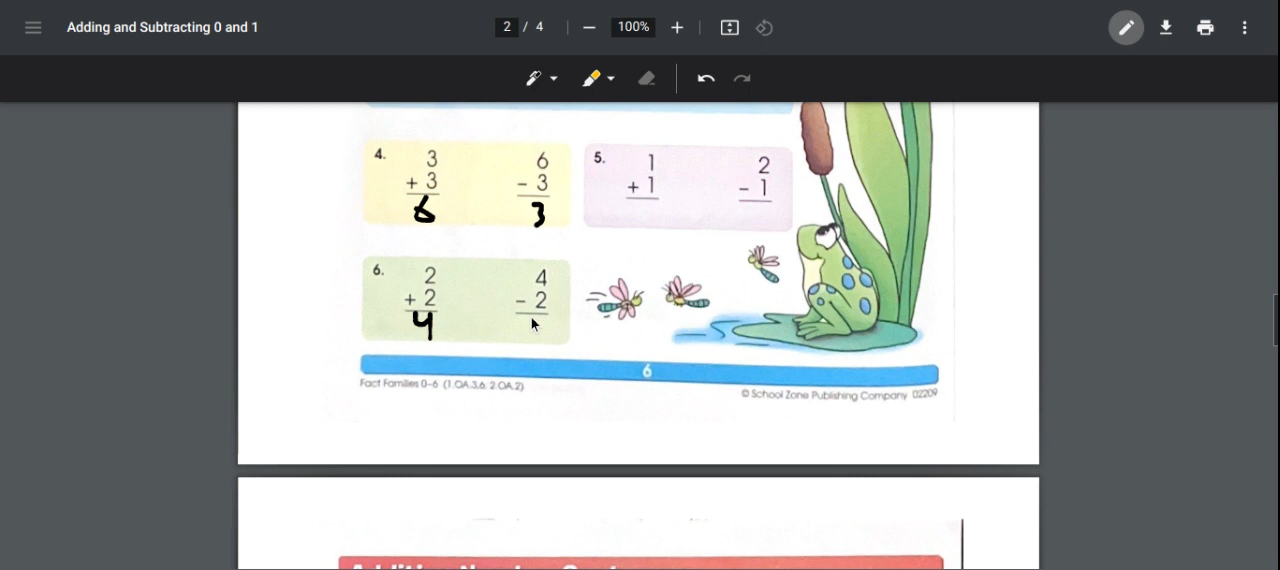 Adding and Subtracting 0 and 1
2 / 4
100%
4. 3 6 5. 1 2
+ 3 - 3 + 1 - 1
6 3
6. 2 4
+ 2 - 2
4
6
Fact Families 0-6 (1.OA.3,6; 2.OA.2)
© School Zone Publishing Company 02209